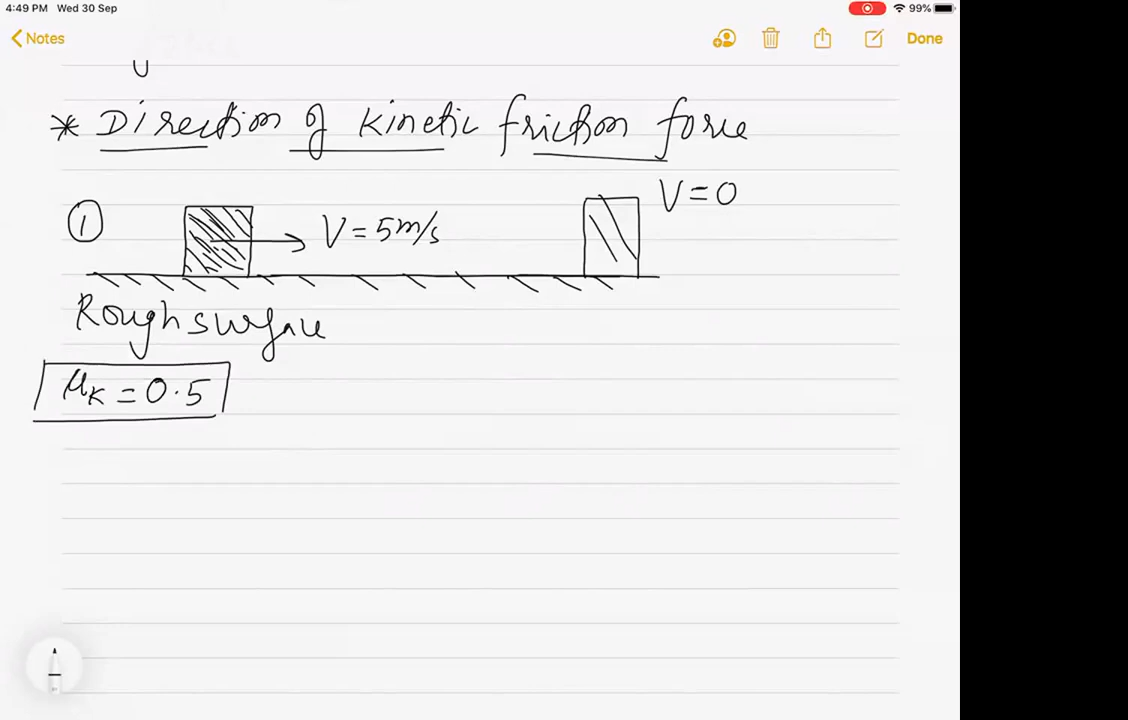 4:49 PM Wed 30 Sep 99%
Notes Done
* Direction of kinetic friction force
1 V = 5 m/s V = 0
Rough surface
μK = 0.5